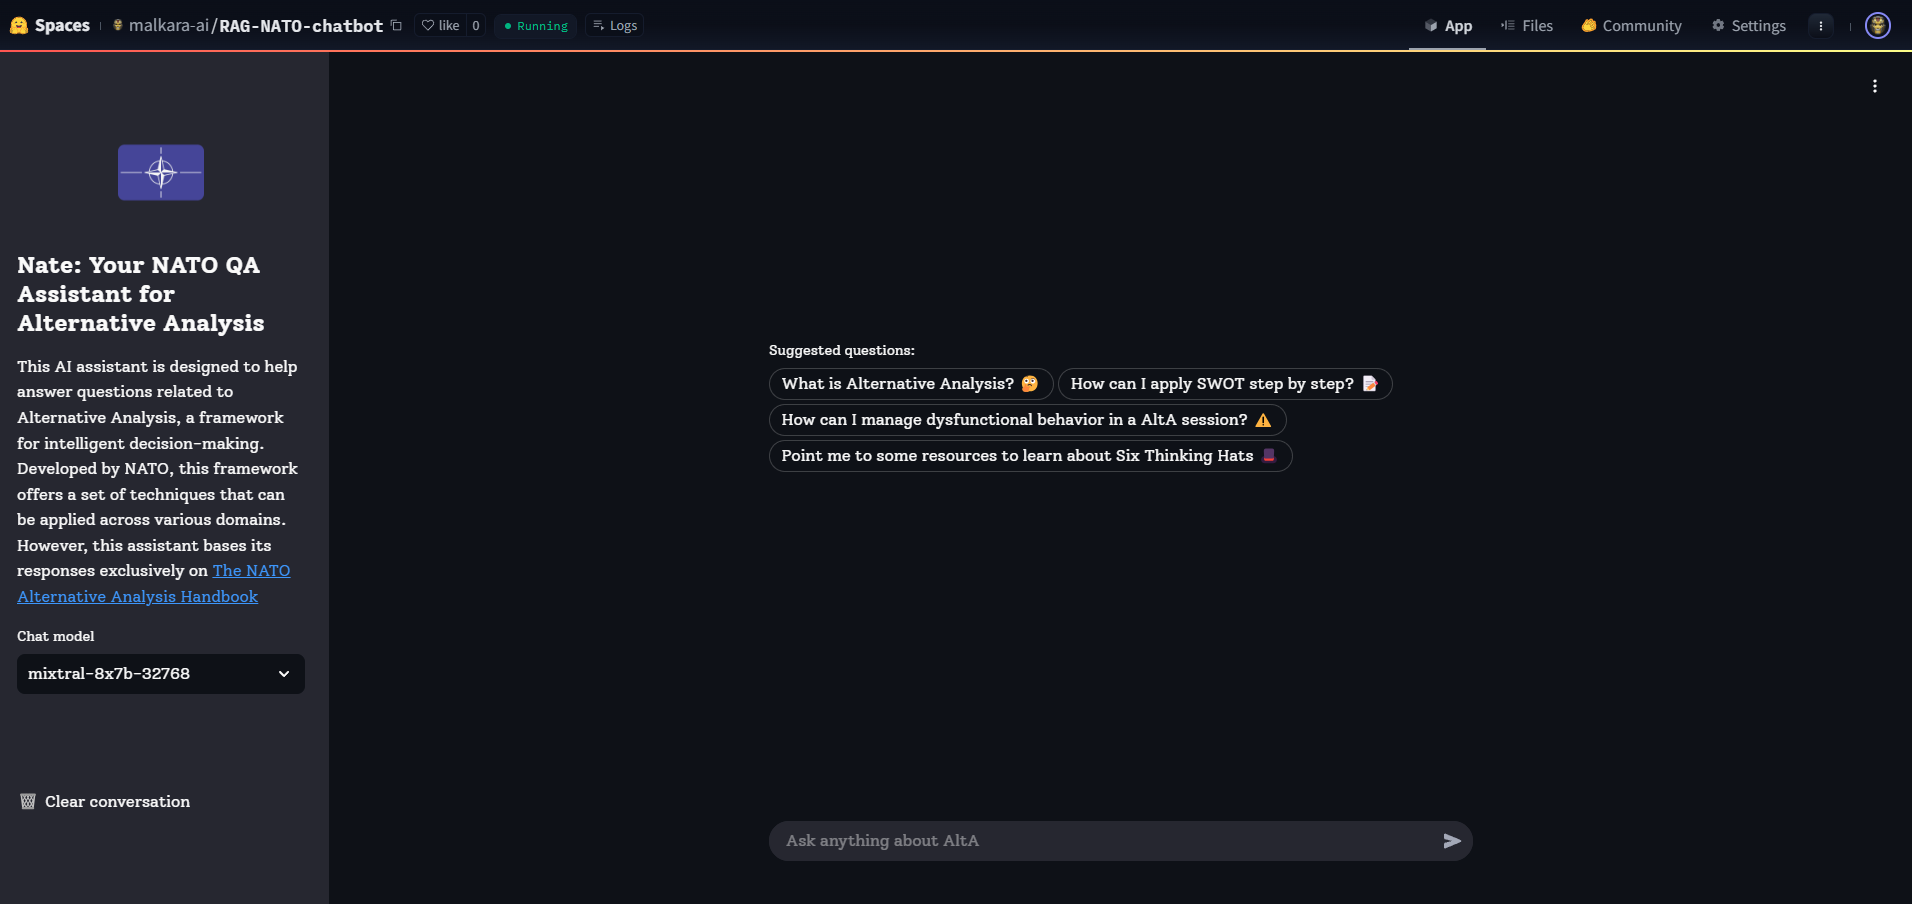 Spaces
malkara-ai/RAG-NATO-chatbot
like 0
Running
Logs
App
Files
Community
Settings
Nate: Your NATO QA
Assistant for
Alternative Analysis
This AI assistant is designed to help
answer questions related to
Alternative Analysis, a framework
for intelligent decision-making.
Developed by NATO, this framework
offers a set of techniques that can
be applied across various domains.
However, this assistant bases its
responses exclusively on The NATO
Alternative Analysis Handbook
Chat model
mixtral-8x7b-32768
Clear conversation
Suggested questions:
What is Alternative Analysis? 🤔
How can I apply SWOT step by step? 📝
How can I manage dysfunctional behavior in a AltA session? ⚠️
Point me to some resources to learn about Six Thinking Hats 🎩
Ask anything about AltA